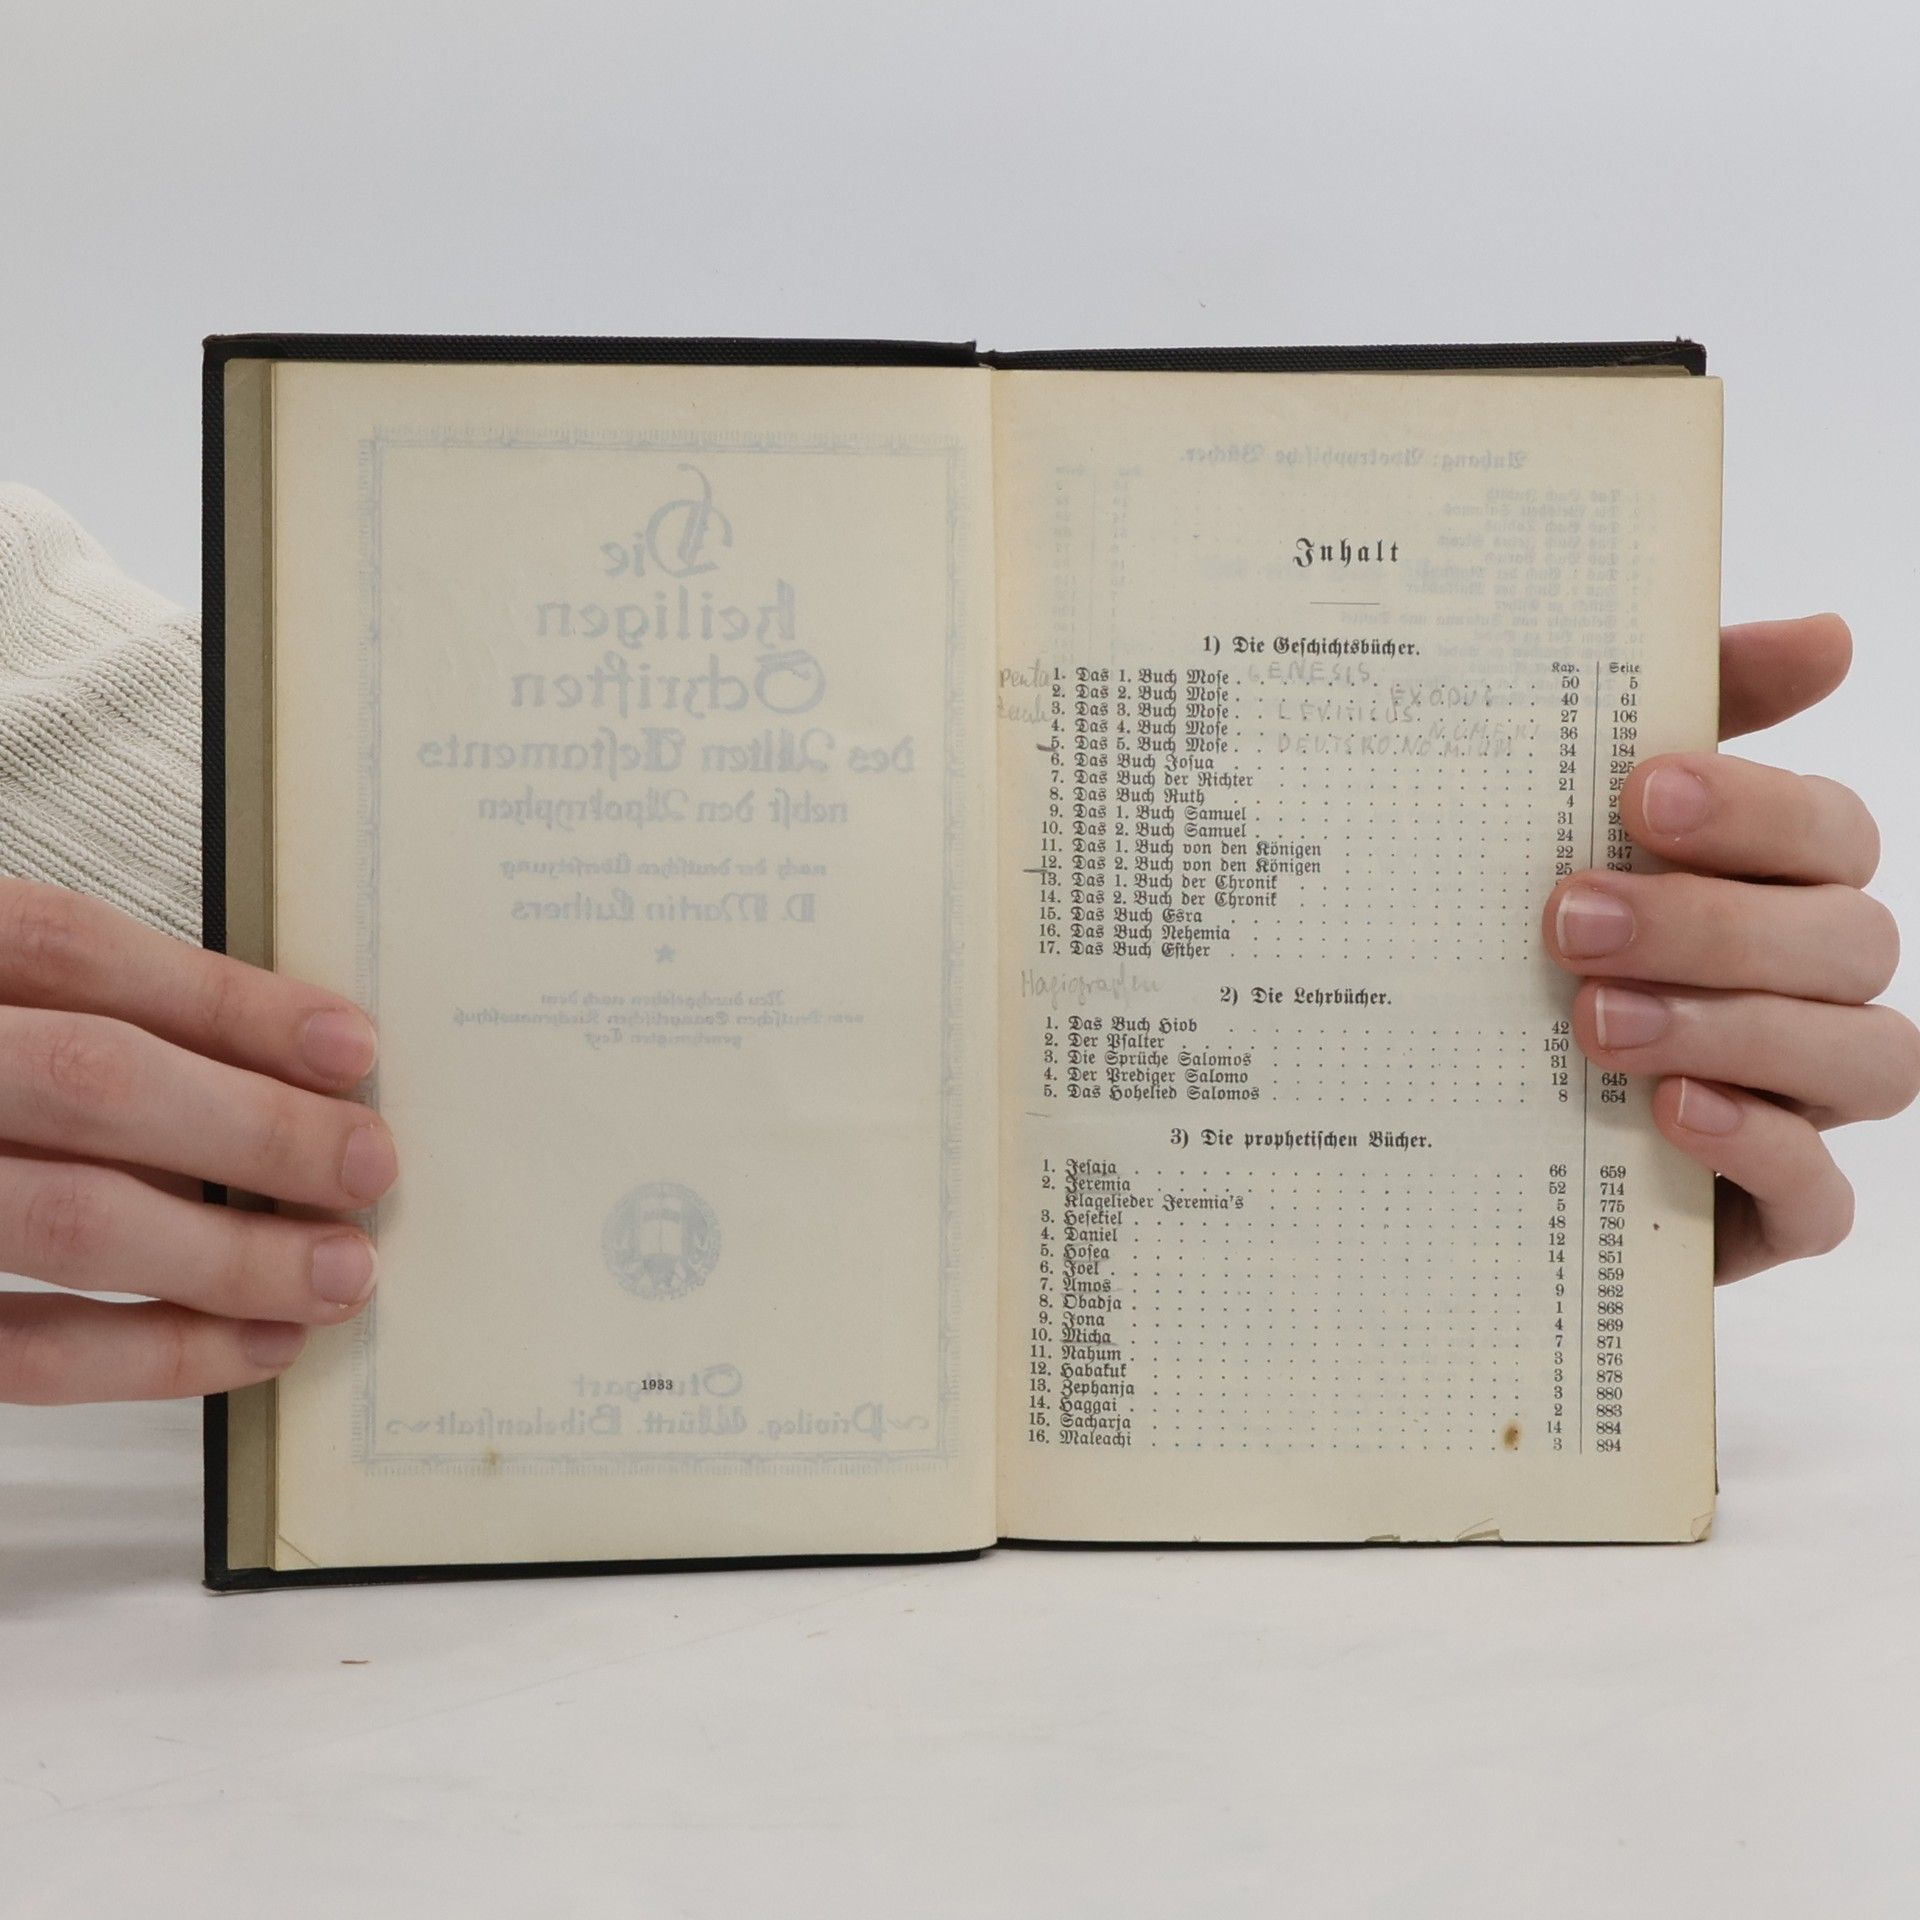 1933
Inhalt
1) Die Geschichtsbücher.
Kap. Seite
Penta 1. Das 1. Buch Mose . GENESIS 50 5
2. Das 2. Buch Mose . EXODUS 40 61
3. Das 3. Buch Mose . LEVITICUS 27 106
4. Das 4. Buch Mose . NUMERI 36 139
5. Das 5. Buch Mose . DEUTERONOMIUM 34 184
6. Das Buch Josua 24 225
7. Das Buch der Richter 21
8. Das Buch Ruth 4
9. Das 1. Buch Samuel 31
10. Das 2. Buch Samuel 24 318
11. Das 1. Buch von den Königen 22 347
12. Das 2. Buch von den Königen 25 382
13. Das 1. Buch der Chronik
14. Das 2. Buch der Chronik
15. Das Buch Esra
16. Das Buch Nehemia
17. Das Buch Esther
Hagiographen
2) Die Lehrbücher.
1. Das Buch Hiob 42
2. Der Psalter 150
3. Die Sprüche Salomos 31
4. Der Prediger Salomo 12 645
5. Das Hohelied Salomos 8 654
3) Die prophetischen Bücher.
1. Jesaja 66 659
2. Jeremia 52 714
Klagelieder Jeremia's 5 775
3. Hesekiel 48 780
4. Daniel 12 834
5. Hosea 14 851
6. Joel 4 859
7. Amos 9 862
8. Obadja 1 868
9. Jona 4 869
10. Micha 7 871
11. Nahum 3 876
12. Habakuk 3 878
13. Zephanja 3 880
14. Haggai 2 883
15. Sacharja 14 884
16. Maleachi 3 894